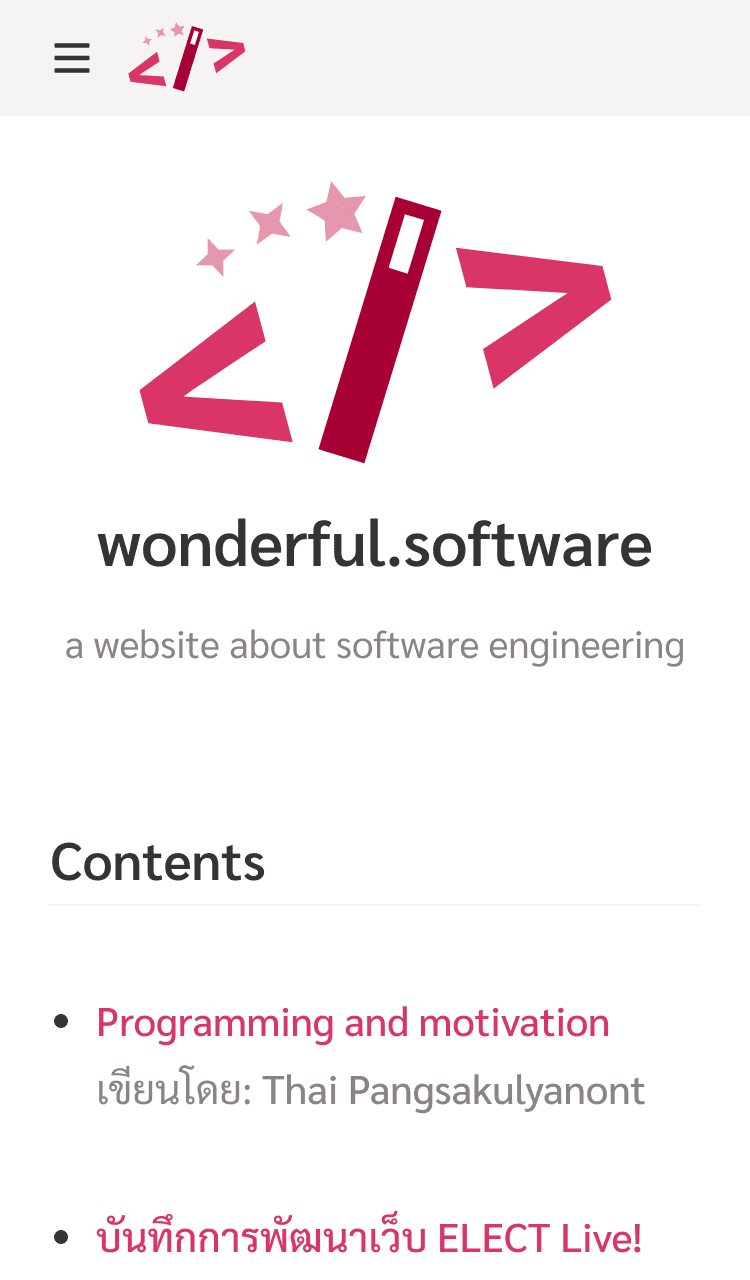 wonderful.software
a website about software engineering
Contents
Programming and motivation
เขียนโดย: Thai Pangsakulyanont
บันทึกการพัฒนาเว็บ ELECT Live!